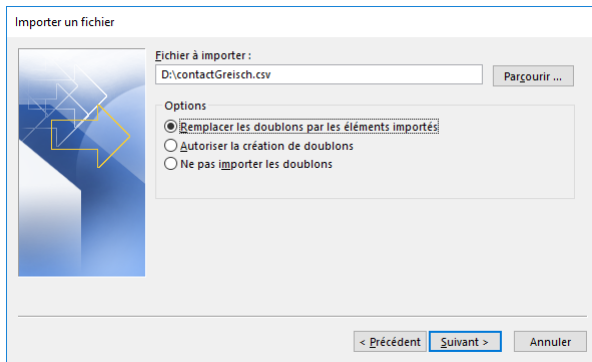 Importer un fichier
Fichier à importer :
D:\contactGreisch.csv
Parcourir ...
Options
Remplacer les doublons par les éléments importés
Autoriser la création de doublons
Ne pas importer les doublons
< Précédent
Suivant >
Annuler